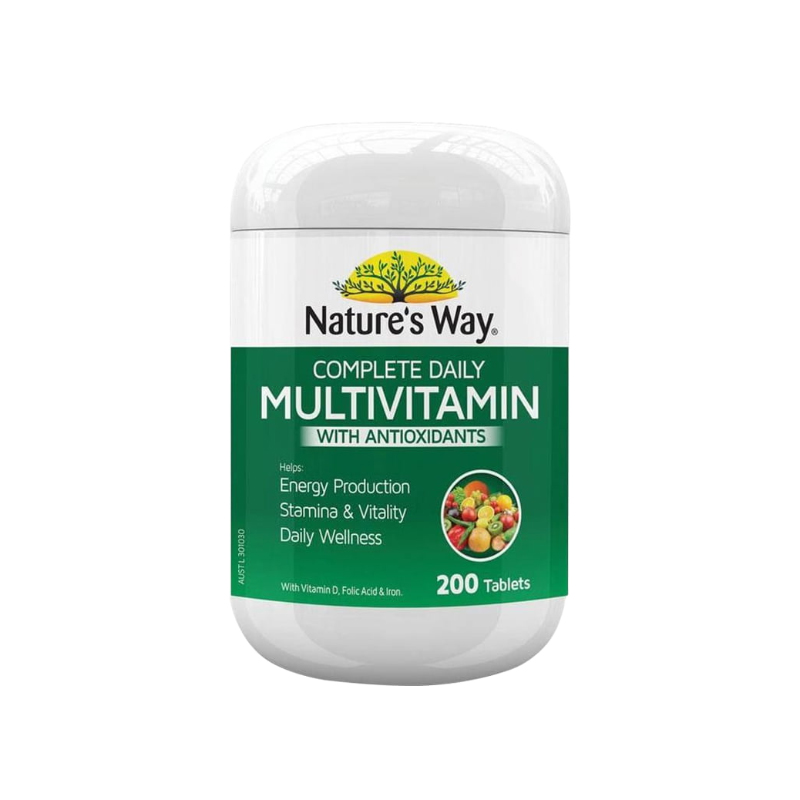 Nature's Way®
COMPLETE DAILY
MULTIVITAMIN
WITH ANTIOXIDANTS
Helps:
Energy Production
Stamina & Vitality
Daily Wellness
AUST L 301030
With Vitamin D, Folic Acid & Iron.
200 Tablets